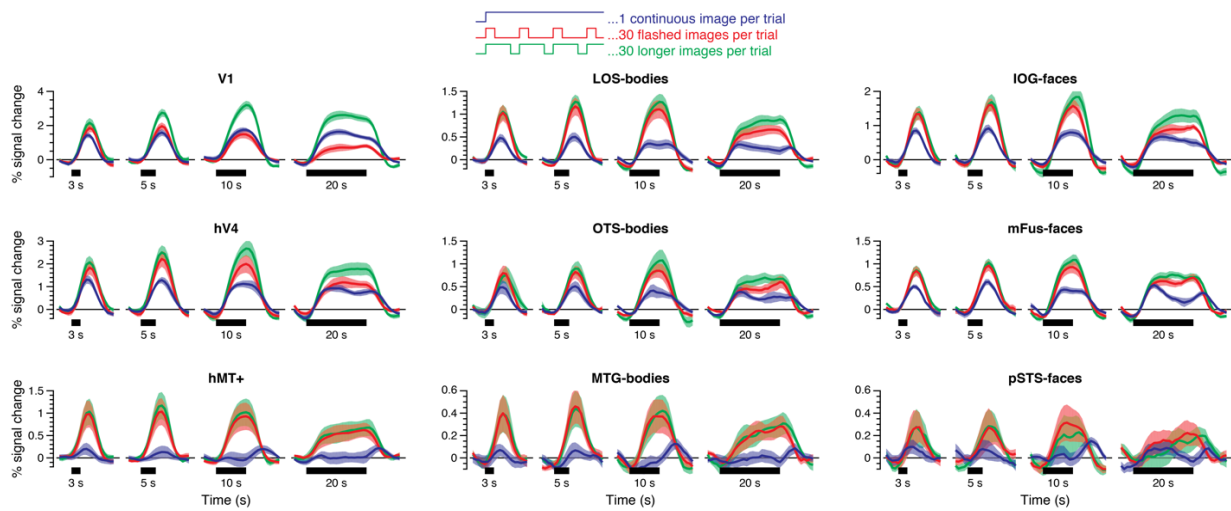 ...1 continuous image per trial
...30 flashed images per trial
...30 longer images per trial
V1
LOS-bodies
IOG-faces
% signal change
4
2
0
3 s
5 s
10 s
20 s
1.5
1
0.5
0
3 s
5 s
10 s
20 s
2
1
0
3 s
5 s
10 s
20 s
hV4
OTS-bodies
mFus-faces
% signal change
3
2
1
0
3 s
5 s
10 s
20 s
1.5
1
0.5
0
3 s
5 s
10 s
20 s
1.5
1
0.5
0
3 s
5 s
10 s
20 s
hMT+
MTG-bodies
pSTS-faces
% signal change
1.5
1
0.5
0
3 s
5 s
10 s
20 s
Time (s)
0.6
0.4
0.2
0
3 s
5 s
10 s
20 s
Time (s)
0.6
0.4
0.2
0
3 s
5 s
10 s
20 s
Time (s)